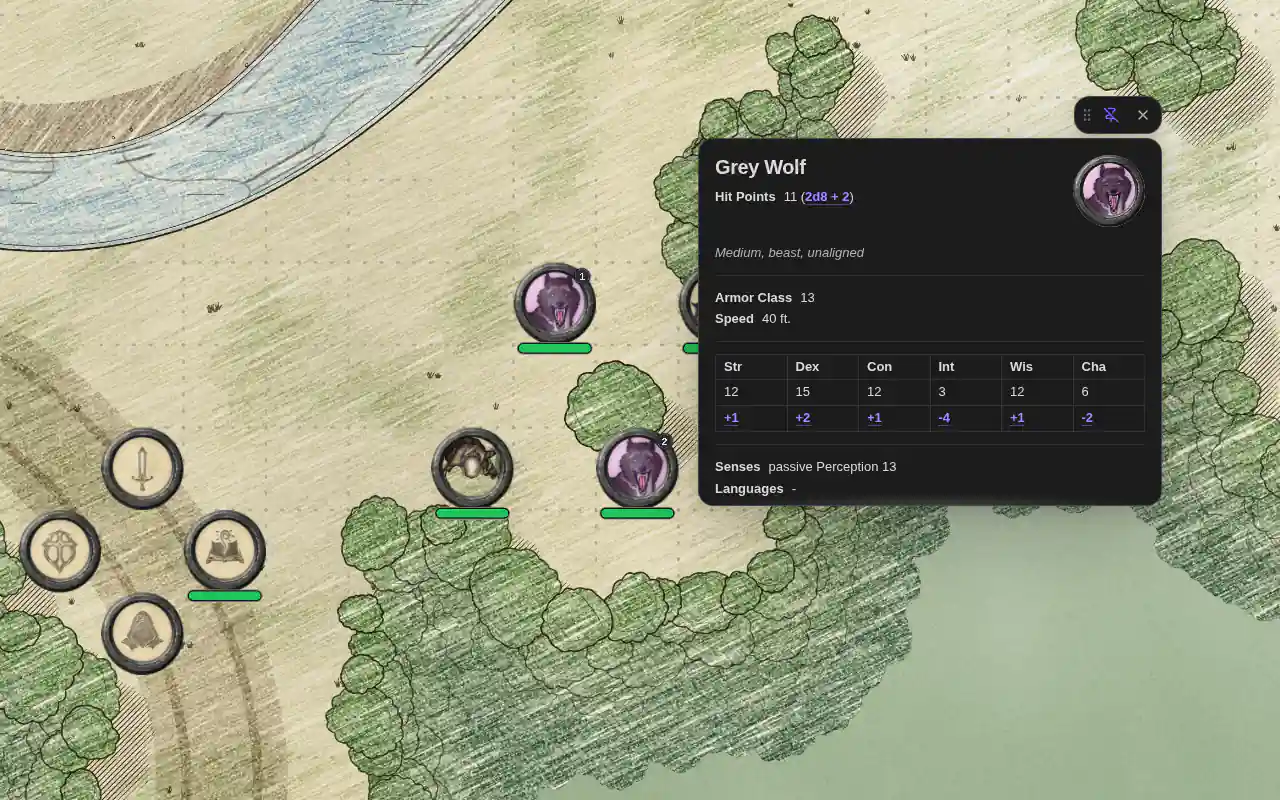 Grey Wolf
Hit Points 11 (2d8 + 2)
Medium, beast, unaligned
Armor Class 13
Speed 40 ft.
Str Dex Con Int Wis Cha
12 15 12 3 12 6
+1 +2 +1 -4 +1 -2
Senses passive Perception 13
Languages -
1
2